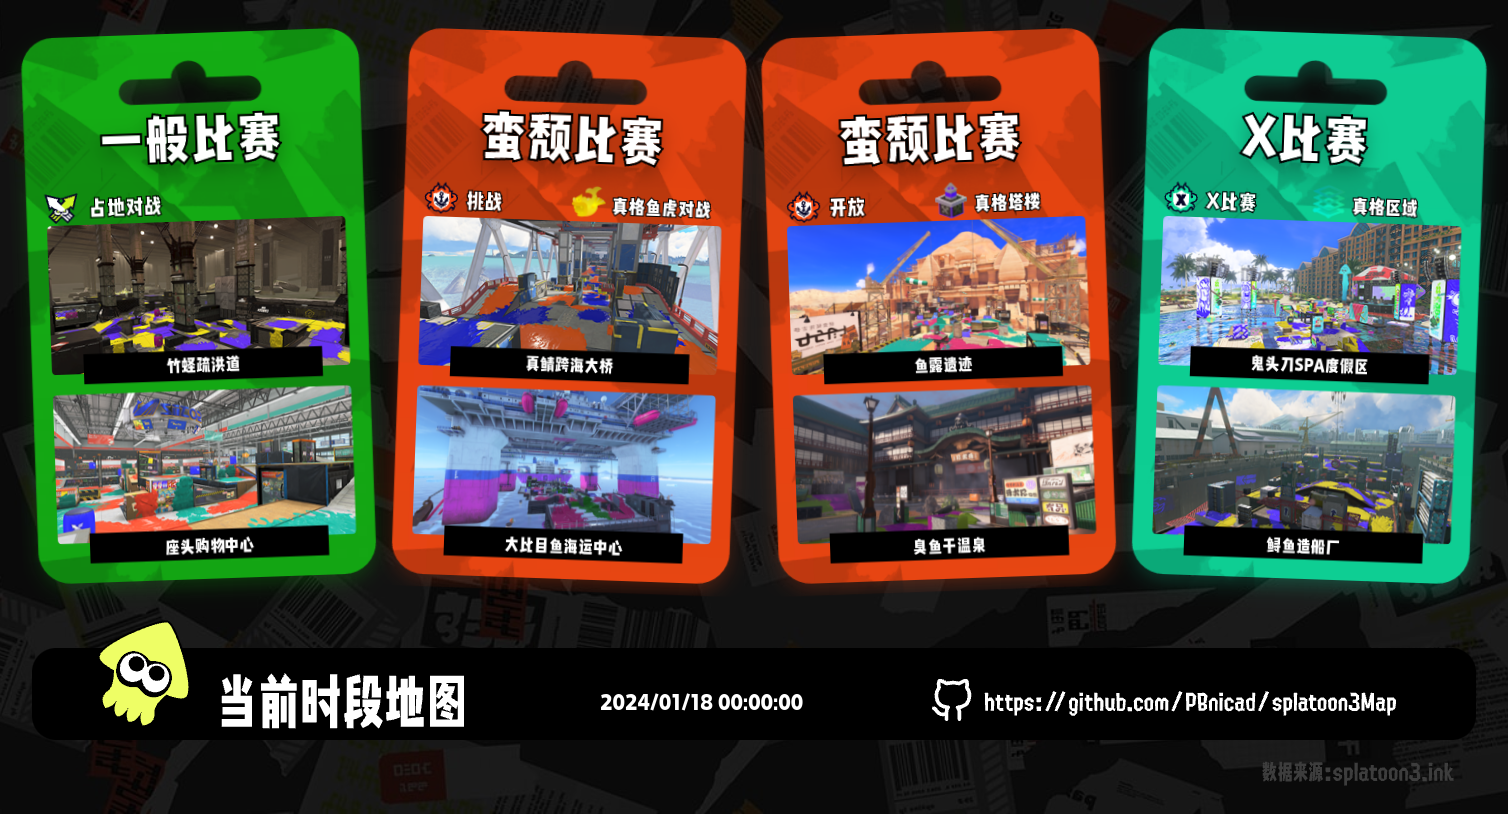 一般比赛
占地对战
竹蛏疏洪道
座头购物中心
蛮颓比赛
挑战
真格鱼虎对战
真鲭跨海大桥
大比目鱼海运中心
蛮颓比赛
开放
真格塔楼
鱼露遗迹
臭鱼干温泉
X比赛
X比赛
真格区域
鬼头刀SPA度假区
鲟鱼造船厂
当前时段地图
2024/01/18 00:00:00
https://github.com/PBnicad/splatoon3Map
数据来源:splatoon3.ink